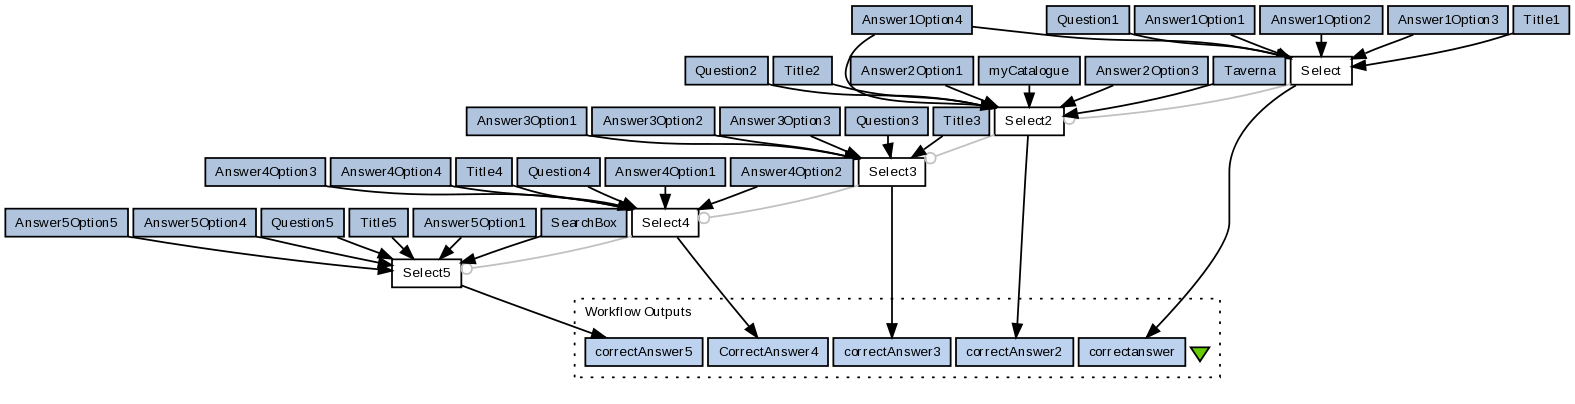 Answer1Option4
Question1
Answer1Option1
Answer1Option2
Answer1Option3
Title1
Question2
Title2
Answer2Option1
myCatalogue
Answer2Option3
Taverna
Select
Answer3Option1
Answer3Option2
Answer3Option3
Question3
Title3
Select2
Answer4Option3
Answer4Option4
Title4
Question4
Answer4Option1
Answer4Option2
Select3
Answer5Option5
Answer5Option4
Question5
Title5
Answer5Option1
SearchBox
Select4
Select5
Workflow Outputs
correctAnswer5
CorrectAnswer4
correctAnswer3
correctAnswer2
correctanswer